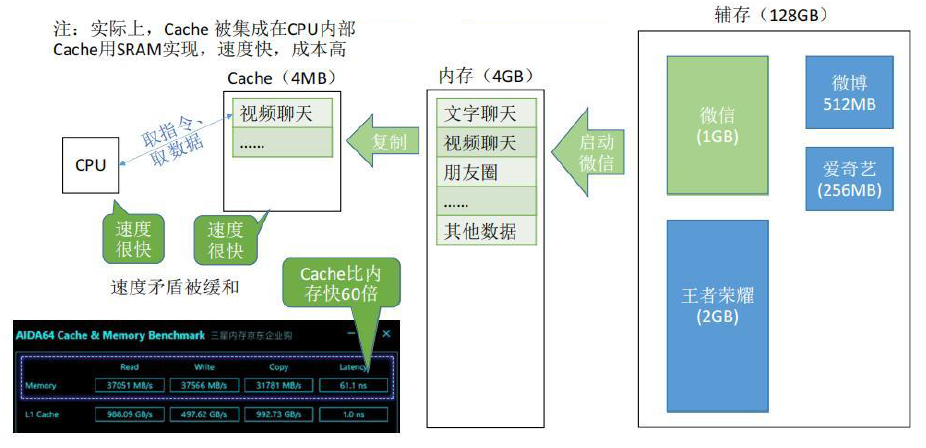 注：实际上，Cache 被集成在CPU内部
Cache用SRAM实现，速度快，成本高
Cache（4MB）
视频聊天
……
取指令、
取数据
CPU
速度
很快
速度
很快
速度矛盾被缓和
复制
内存（4GB）
文字聊天
视频聊天
朋友圈
……
其他数据
启动
微信
辅存（128GB）
微信
(1GB)
微博
512MB
爱奇艺
(256MB)
王者荣耀
(2GB)
Cache比内
存快60倍
AIDA64 Cache & Memory Benchmark 三星内存京东企业购
Read Write Copy Latency
Memory 37051 MB/s 37566 MB/s 31781 MB/s 61.1 ns
L1 Cache 988.09 GB/s 497.62 GB/s 992.73 GB/s 1.0 ns